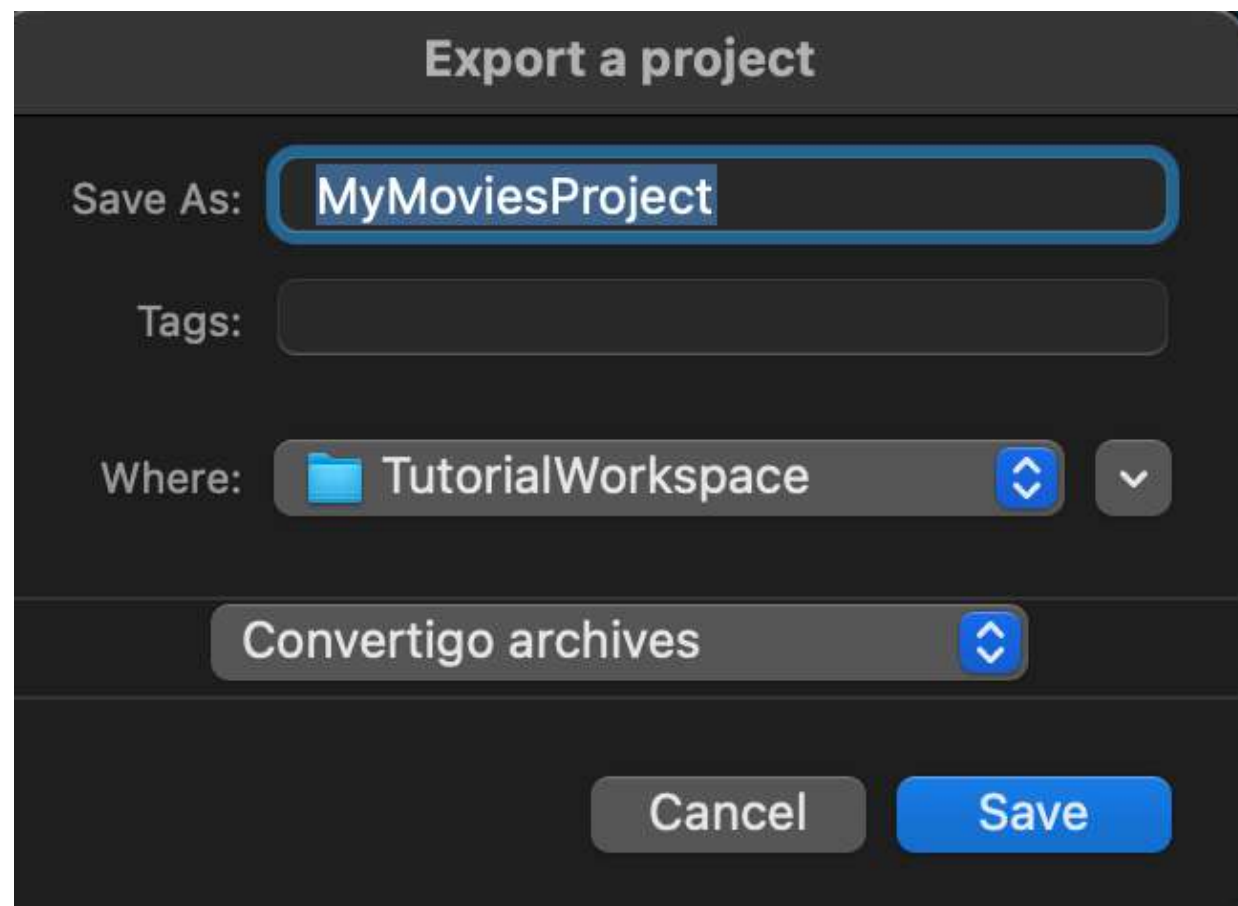 Export a project
Save As: MyMoviesProject
Tags:
Where: TutorialWorkspace
Convertigo archives
Cancel Save